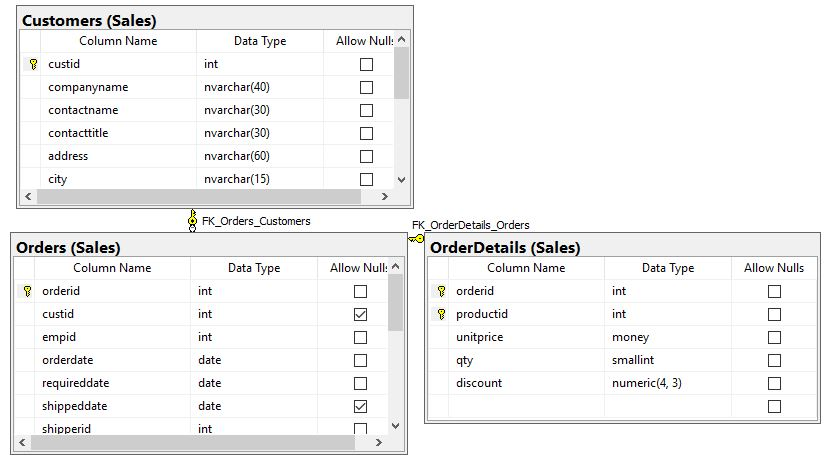 Customers (Sales)
Column Name Data Type Allow Nulls
custid int
companyname nvarchar(40)
contactname nvarchar(30)
contacttitle nvarchar(30)
address nvarchar(60)
city nvarchar(15)
FK_Orders_Customers
FK_OrderDetails_Orders
Orders (Sales)
Column Name Data Type Allow Nulls
orderid int
custid int
empid int
orderdate date
requireddate date
shippeddate date
shipperid int
OrderDetails (Sales)
Column Name Data Type Allow Nulls
orderid int
productid int
unitprice money
qty smallint
discount numeric(4, 3)